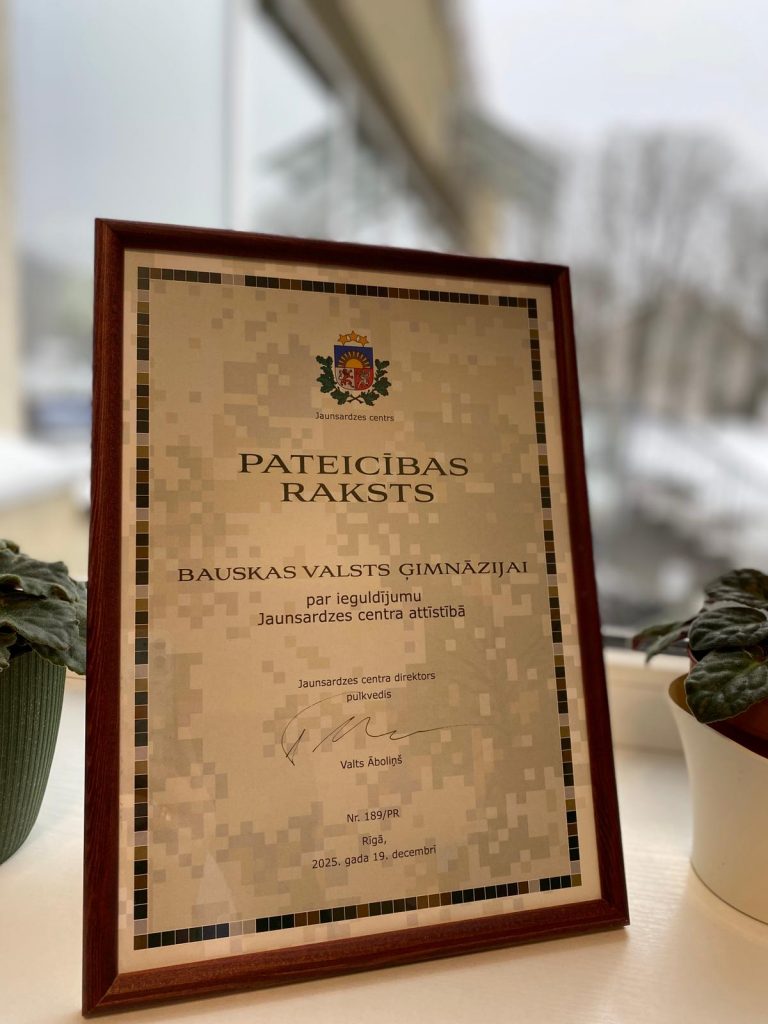 Jaunsardzes centrs
PATEICĪBAS
RAKSTS
BAUSKAS VALSTS ĢIMNĀZIJAI
par ieguldījumu
Jaunsardzes centra attīstībā
Jaunsardzes centra direktors
pulkvedis
Valts Āboliņš
Nr. 189/PR
Rīgā,
2025. gada 19. decembrī